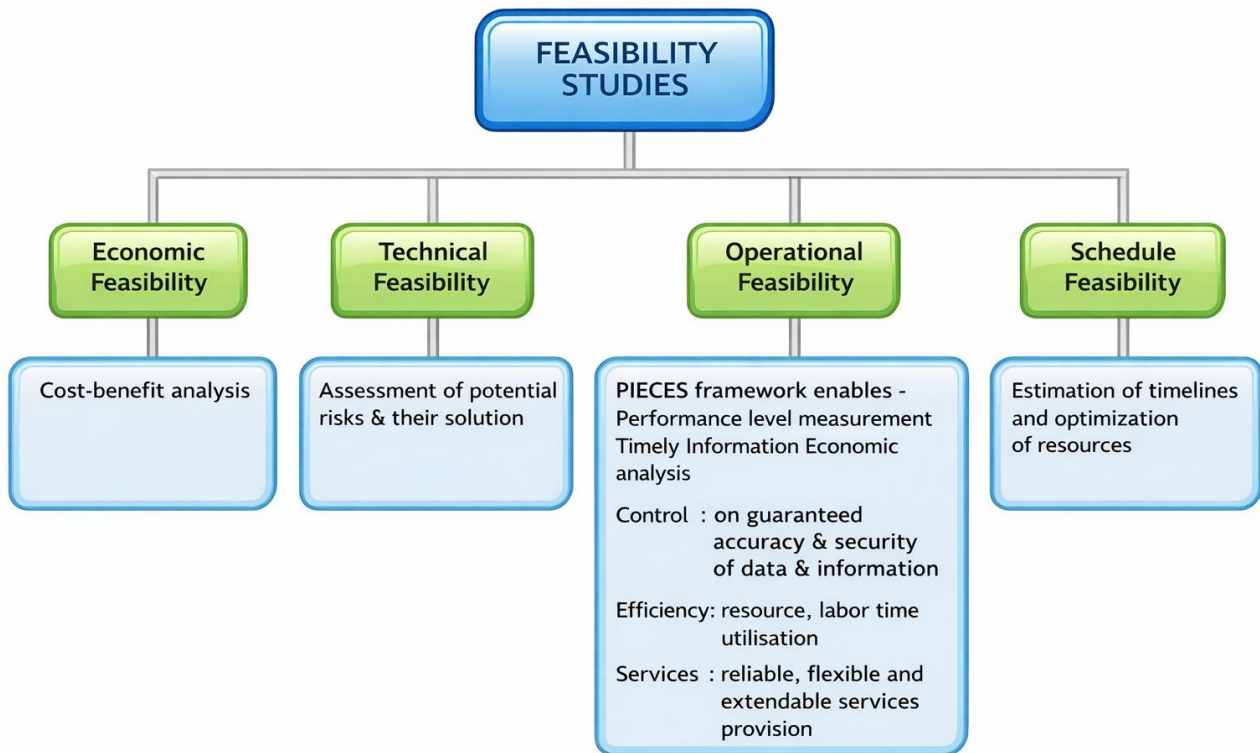 FEASIBILITY
STUDIES
Economic
Feasibility
Cost-benefit analysis
Technical
Feasibility
Assessment of potential
risks & their solution
Operational
Feasibility
PIECES framework enables -
Performance level measurement
Timely Information Economic
analysis
Control : on guaranteed
accuracy & security
of data & information
Efficiency: resource, labor time
utilisation
Services : reliable, flexible and
extendable services
provision
Schedule
Feasibility
Estimation of timelines
and optimization
of resources